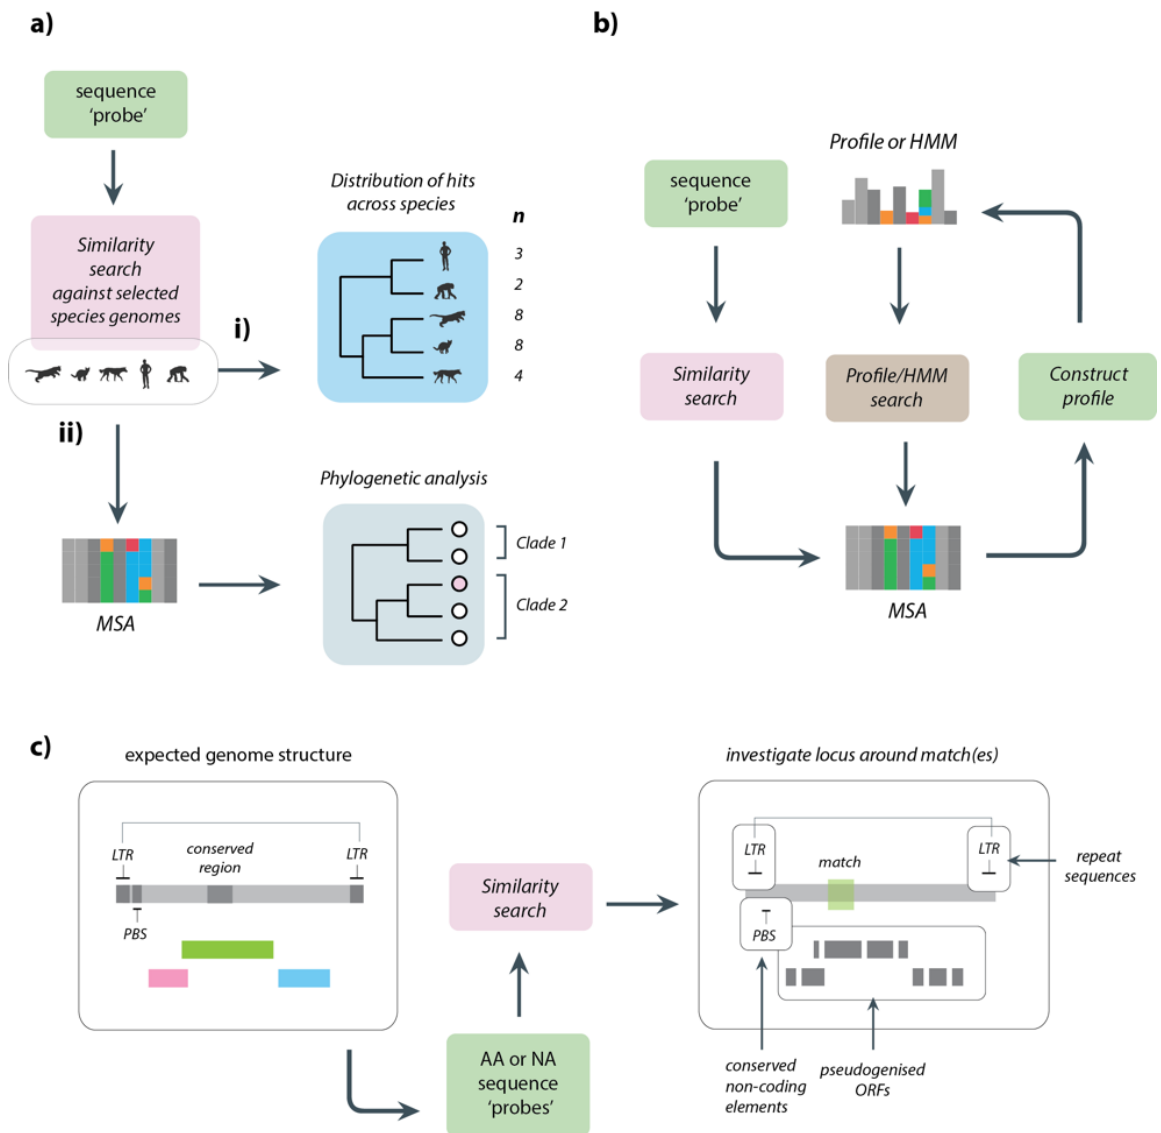 a)
sequence
'probe'
Similarity
search
against selected
species genomes
i)
Distribution of hits
across species
n
3
2
8
8
4
ii)
MSA
Phylogenetic analysis
Clade 1
Clade 2
b)
sequence
'probe'
Profile or HMM
Similarity
search
Profile/HMM
search
Construct
profile
MSA
c)
expected genome structure
LTR
conserved
region
LTR
PBS
AA or NA
sequence
'probes'
Similarity
search
investigate locus around match(es)
LTR
match
LTR
PBS
repeat
sequences
conserved
non-coding
elements
pseudogenised
ORFs